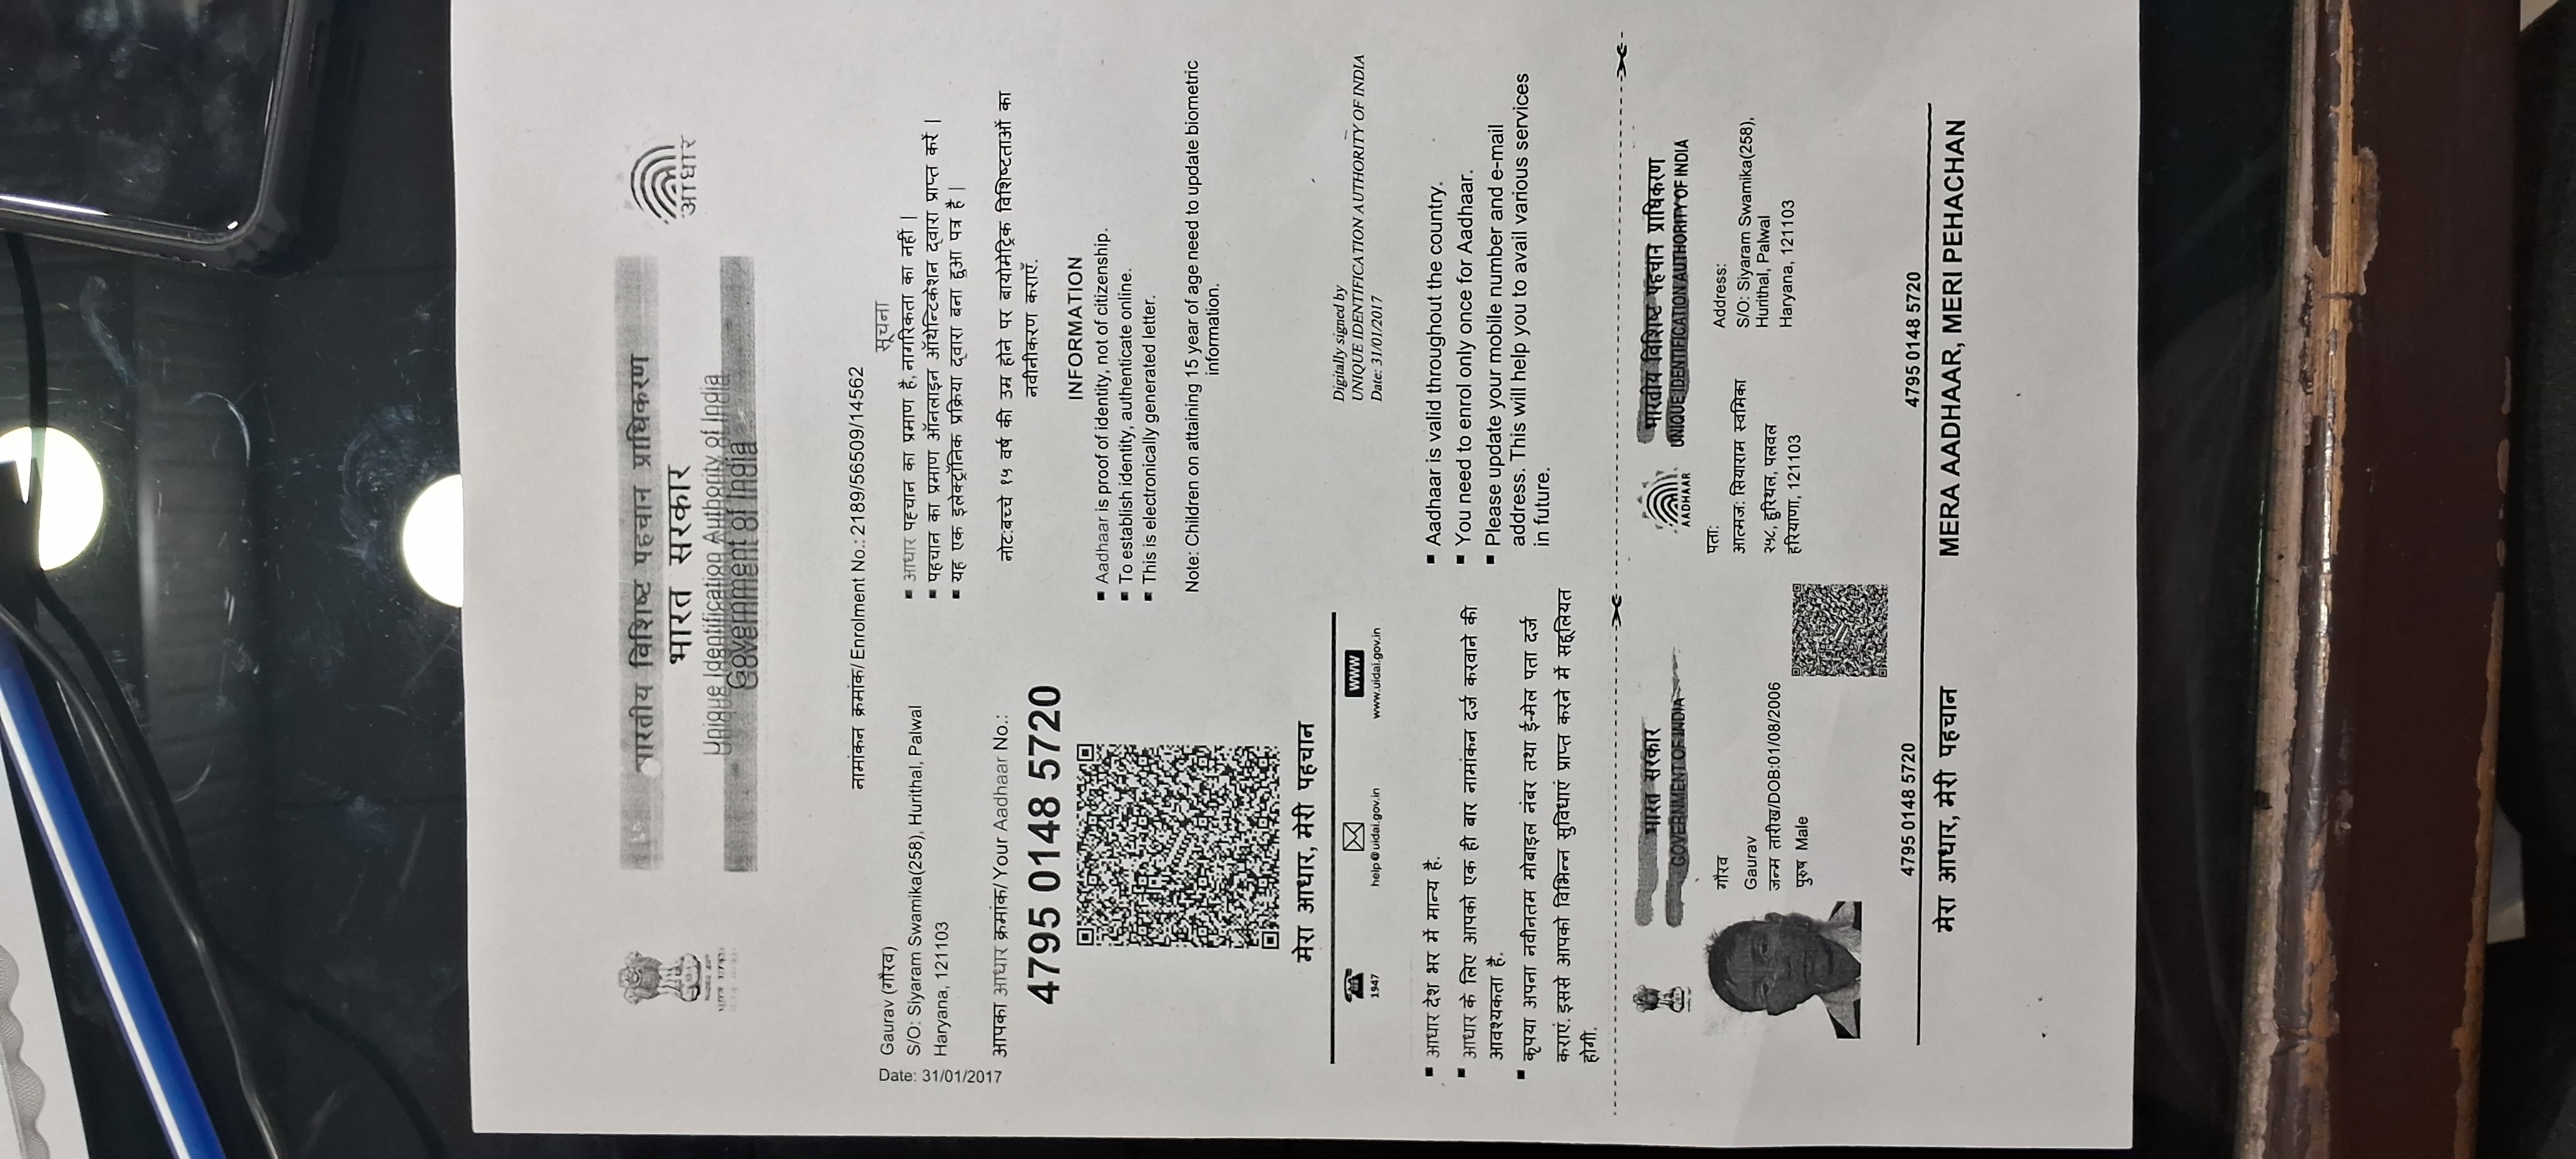 भारतीय विशिष्ट पहचान प्राधिकरण
भारत सरकार
Unique Identification Authority of India
Government of India
भारत सरकार
आधार
नामांकन क्रमांक/ Enrolment No.: 2189/56509/14562
Date: 31/01/2017
Gaurav (गौरव)
S/O: Siyaram Swamika(258), Hurithal, Palwal
Haryana, 121103
आपका आधार क्रमांक/ Your Aadhaar No.:
4795 0148 5720
मेरा आधार, मेरी पहचान
1947
help@uidai.gov.in
www
www.uidai.gov.in
सूचना
▪ आधार पहचान का प्रमाण है, नागरिकता का नहीं |
▪ पहचान का प्रमाण ऑनलाइन ऑथेन्टिकेशन द्वारा प्राप्त करें |
▪ यह एक इलेक्ट्रॉनिक प्रक्रिया द्वारा बना हुआ पत्र है |
नोट:बच्चे १५ वर्ष की उम्र होने पर बायोमेट्रिक विशिष्टताओं का
नवीनीकरण कराएँ.
INFORMATION
▪ Aadhaar is proof of identity, not of citizenship.
▪ To establish identity, authenticate online.
▪ This is electronically generated letter.
Note: Children on attaining 15 year of age need to update biometric
information.
Digitally signed by
UNIQUE IDENTIFICATION AUTHORITY OF INDIA
Date: 31/01/2017
▪ आधार देश भर में मान्य है.
▪ आधार के लिए आपको एक ही बार नामांकन दर्ज करवाने की
आवश्यकता है.
▪ कृपया अपना नवीनतम मोबाइल नंबर तथा ई-मेल पता दर्ज
कराएं. इससे आपको विभिन्न सुविधाएं प्राप्त करने में सहूलियत
होगी.
▪ Aadhaar is valid throughout the country.
▪ You need to enrol only once for Aadhaar.
▪ Please update your mobile number and e-mail
address. This will help you to avail various services
in future.
भारत सरकार
GOVERNMENT OF INDIA
गौरव
Gaurav
जन्म तारीख/DOB:01/08/2006
पुरुष Male
4795 0148 5720
मेरा आधार, मेरी पहचान
AADHAAR
भारतीय विशिष्ट पहचान प्राधिकरण
UNIQUE IDENTIFICATION AUTHORITY OF INDIA
पता:
आत्मज: सियाराम स्वमिका
२५८, हुरिथल, पलवल
हरियाणा, 121103
Address:
S/O: Siyaram Swamika(258),
Hurithal, Palwal
Haryana, 121103
4795 0148 5720
MERA AADHAAR, MERI PEHACHAN